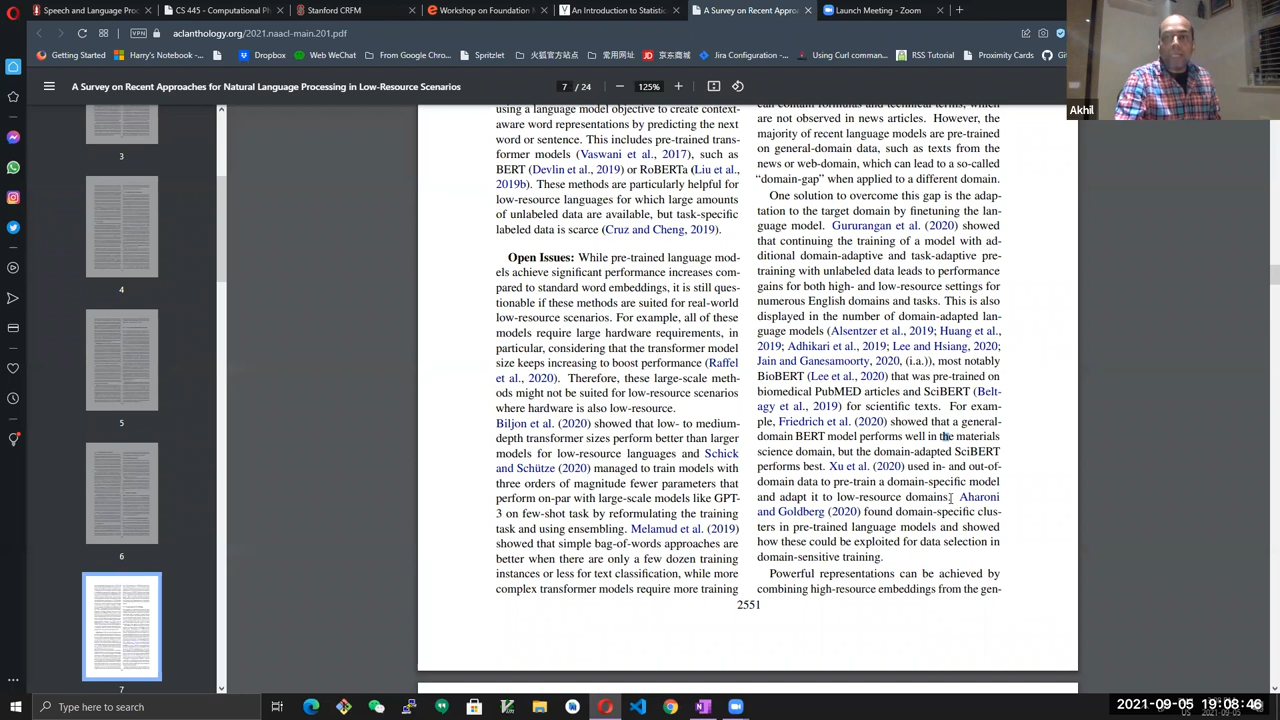 Speech and Language Pro
CS 445 - Computational Ph
Stanford CRFM
Workshop on Foundation M
An Introduction to Statistic
A Survey on Recent Approa
Launch Meeting - Zoom
VPN
aclanthology.org/2021.naacl-main.201.pdf
Getting Started
Harry's Notebook -
Dropbox
Web WeChat
From Google Chro...
Spritzlet
火狐官方站点
常用网址
JD 京东商城
Jira Configuration -...
Using Curl comman...
RSS Tutorial
Proximity Cards
A Survey on Recent Approaches for Natural Language Processing in Low-Resource Scenarios
7 / 24
125%
Akhil
3
4
5
6
7
using a language model objective to create context-
aware word representations by predicting the next
word or sentence. This includes pre-trained trans-
former models (Vaswani et al., 2017), such as
BERT (Devlin et al., 2019) or RoBERTa (Liu et al.,
2019b). These methods are particularly helpful for
low-resource languages for which large amounts
of unlabeled data are available, but task-specific
labeled data is scarce (Cruz and Cheng, 2019).
Open Issues: While pre-trained language mod-
els achieve significant performance increases com-
pared to standard word embeddings, it is still ques-
tionable if these methods are suited for real-world
low-resource scenarios. For example, all of these
models require large hardware requirements, in
particular, considering that the transformer model
size keeps increasing to boost performance (Raffel
et al., 2020). Therefore, these large-scale meth-
ods might not be suited for low-resource scenarios
where hardware is also low-resource.
Biljon et al. (2020) showed that low- to medium-
depth transformer sizes perform better than larger
models for low-resource languages and Schick
and Schütze (2020) managed to train models with
three orders of magnitude fewer parameters that
perform on-par with large-scale models like GPT-
3 on few-shot task by reformulating the training
task and using ensembling. Melamud et al. (2019)
showed that simple bag-of-words approaches are
better when there are only a few dozen training
instances or less for text classification, while more
complex transformer models require more training
can contain formulas and technical terms, which
are not observed in news articles. However, the
majority of recent language models are pre-trained
on general-domain data, such as texts from the
news or web-domain, which can lead to a so-called
“domain-gap” when applied to a different domain.
One solution to overcome this gap is the adap-
tation to the target domain by finetuning the lan-
guage model. Gururangan et al. (2020) showed
that continuing the training of a model with ad-
ditional domain-adaptive and task-adaptive pre-
training with unlabeled data leads to performance
gains for both high- and low-resource settings for
numerous English domains and tasks. This is also
displayed in the number of domain-adapted lan-
guage models (Alsentzer et al., 2019; Huang et al.,
2019; Adhikari et al., 2019; Lee and Hsiang, 2020;
Jain and Ganesamoorty, 2020, (i.a.)), most notably
BioBERT (Lee et al., 2020) that was pre-trained on
biomedical PubMED articles and SciBERT (Belt-
agy et al., 2019) for scientific texts. For exam-
ple, Friedrich et al. (2020) showed that a general-
domain BERT model performs well in the materials
science domain, but the domain-adapted SciBERT
performs best. Xu et al. (2020) used in- and out-of-
domain data to pre-train a domain-specific model
and adapt it to low-resource domains. Aharoni
and Goldberg (2020) found domain-specific clus-
ters in pre-trained language models and showed
how these could be exploited for data selection in
domain-sensitive training.
Powerful representations can be achieved by
combining high-resource embeddings from the gen-
2551
Type here to search
2021-09-05 19:08:46